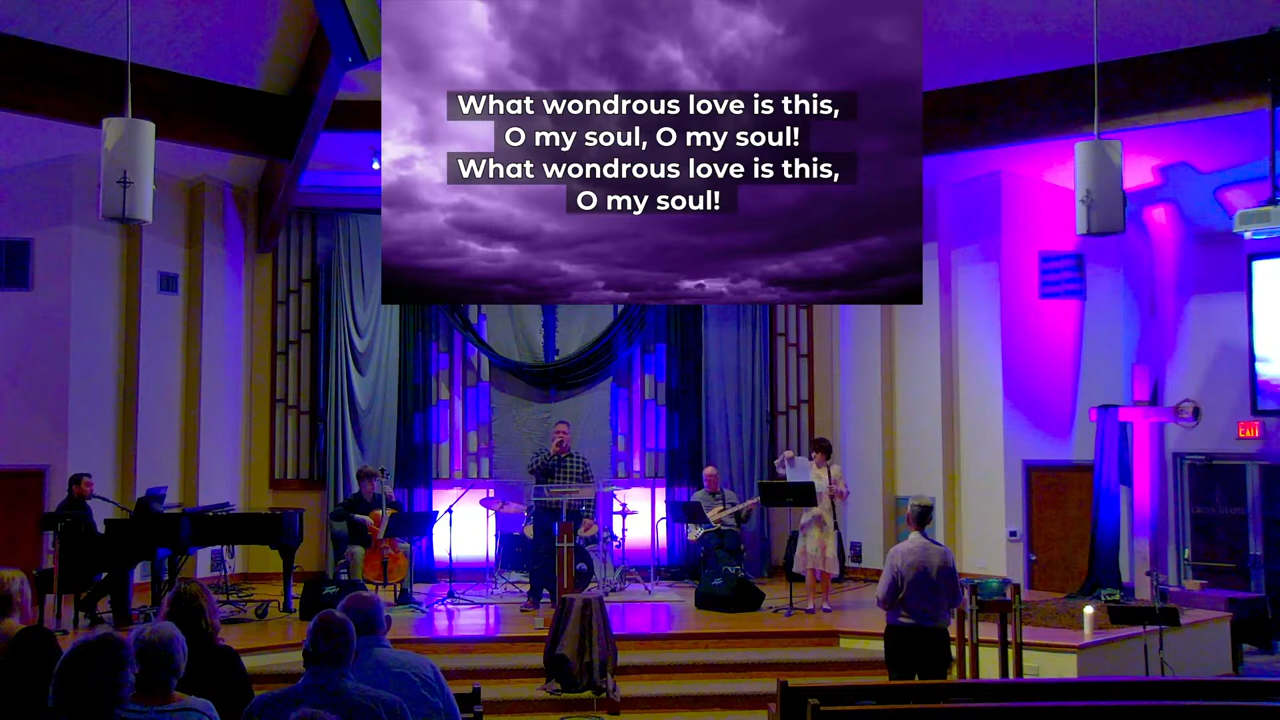 What wondrous love is this,
O my soul, O my soul!
What wondrous love is this,
O my soul!
EXIT